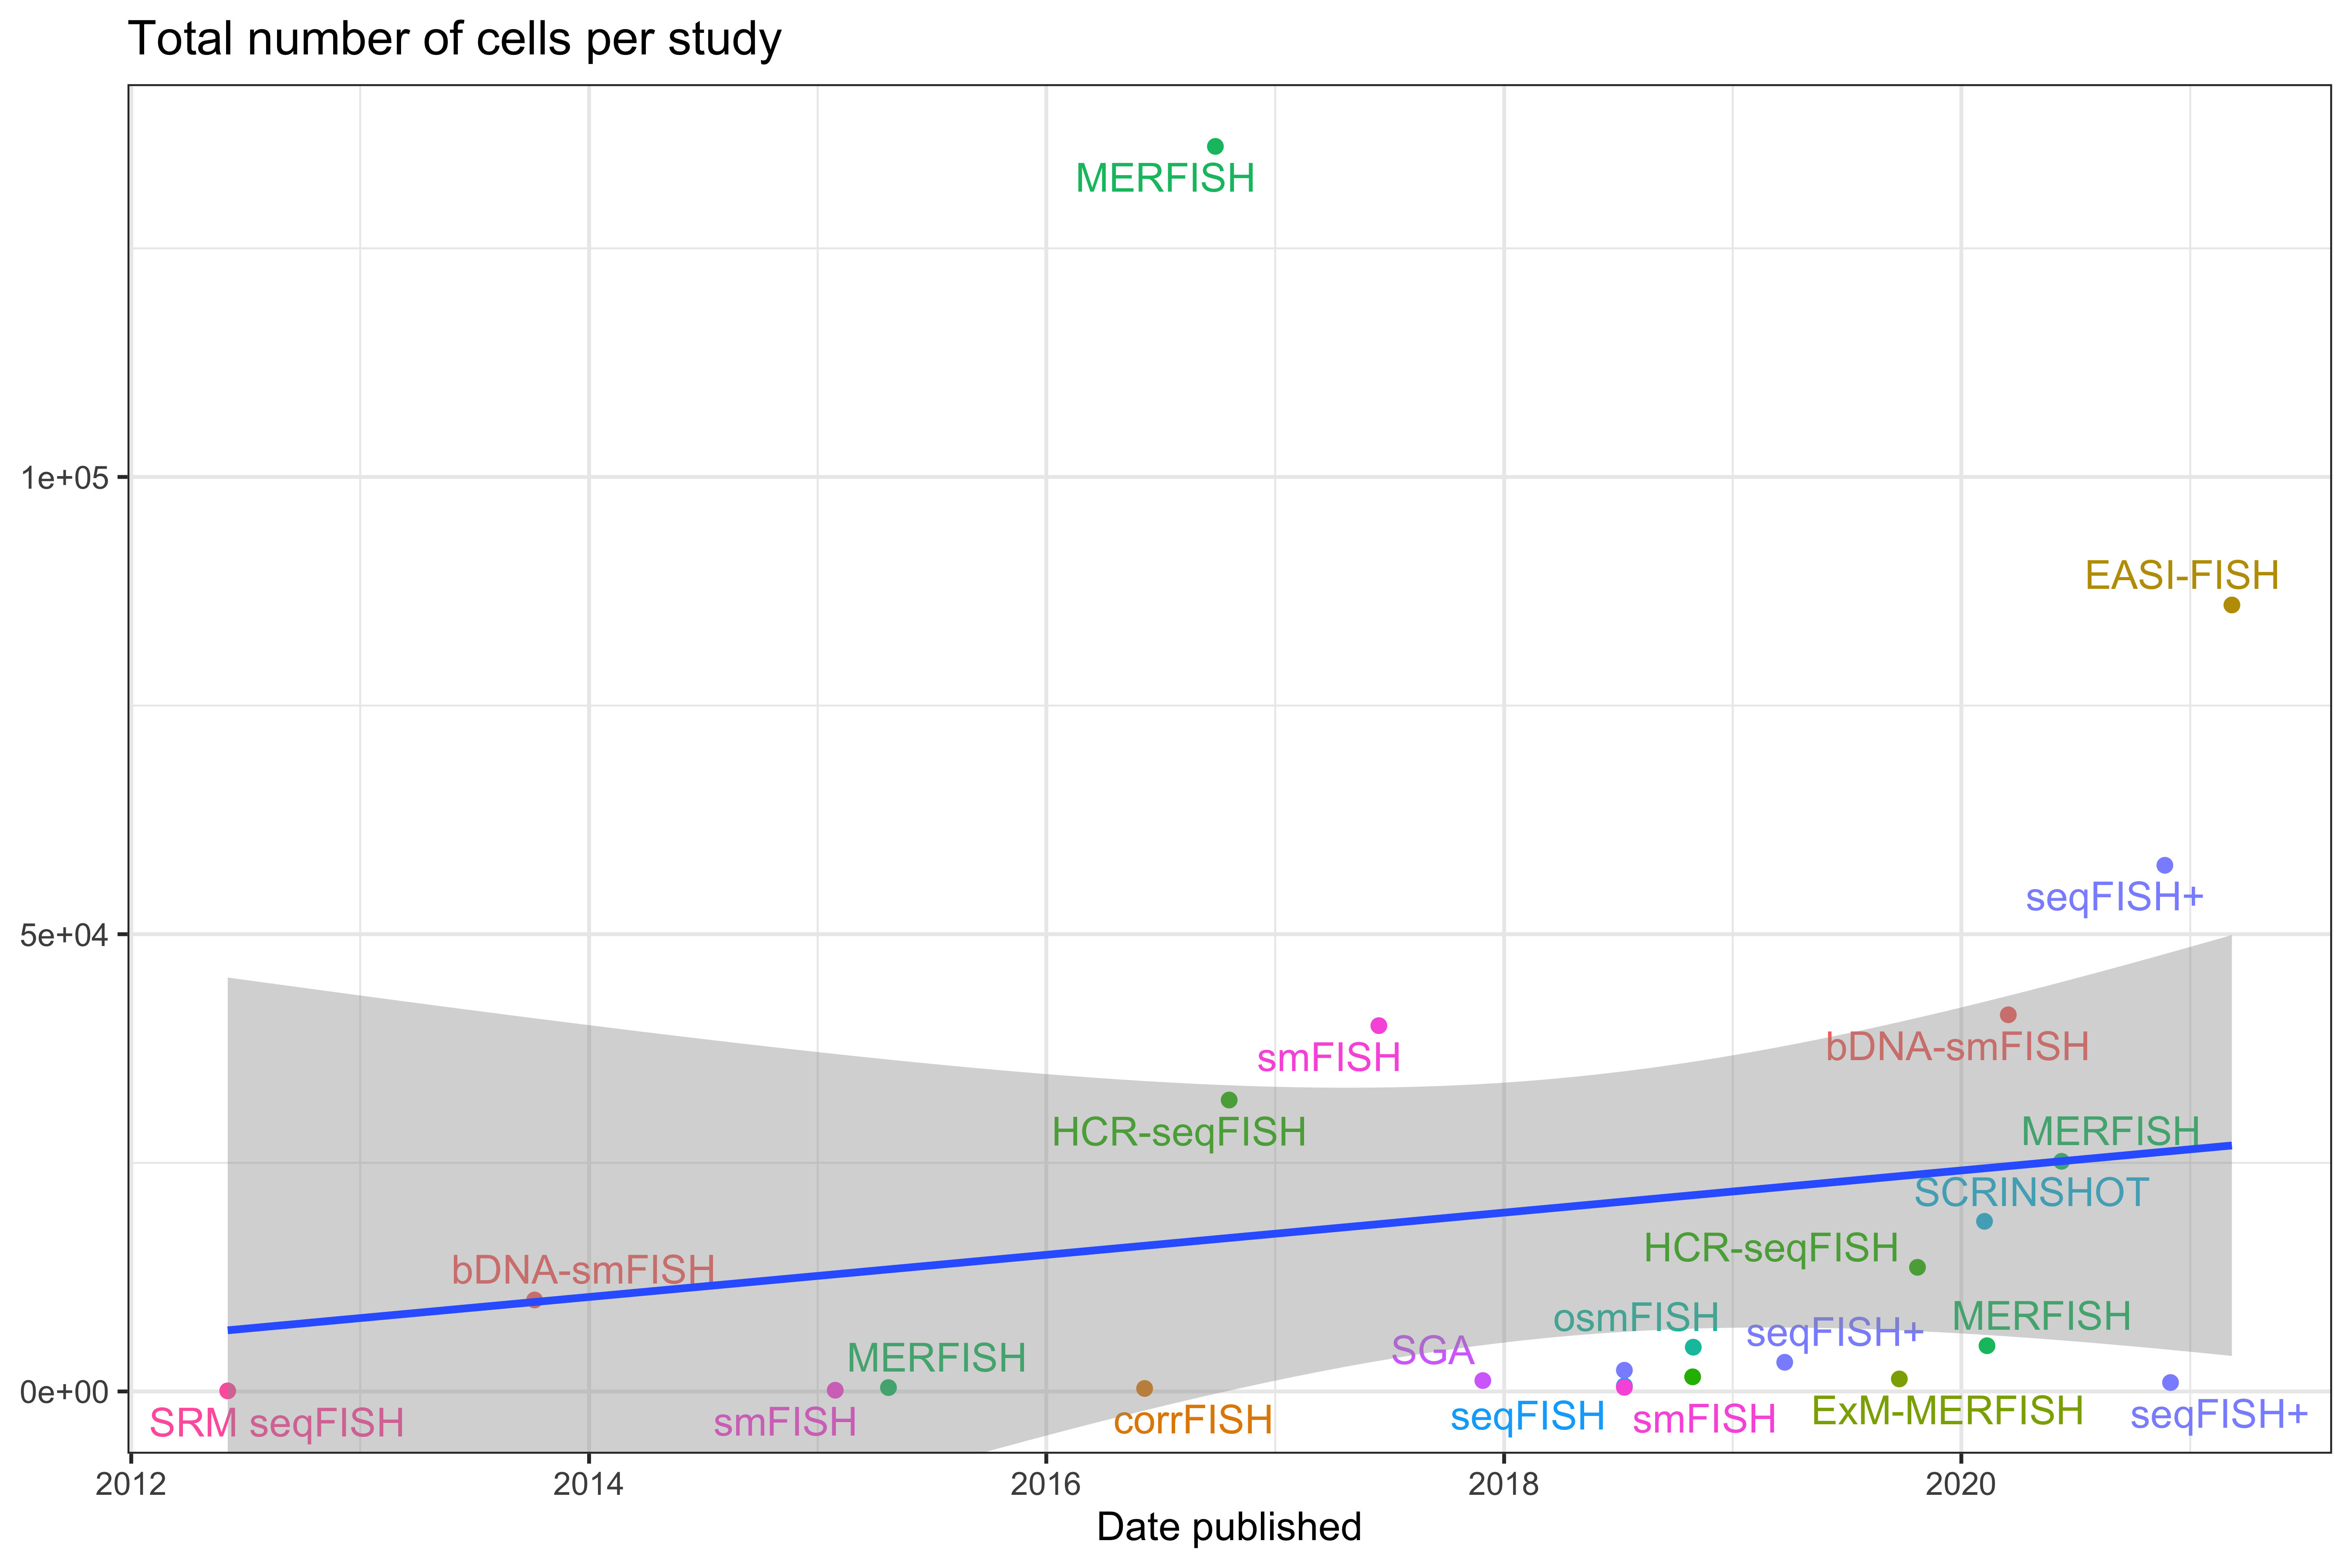 Total number of cells per study
MERFISH
1e+05
EASI-FISH
seqFISH+
5e+04
bDNA-smFISH
smFISH
HCR-seqFISH
MERFISH
SCRINSHOT
HCR-seqFISH
bDNA-smFISH
osmFISH
MERFISH
seqFISH+
SGA
MERFISH
0e+00
SRM seqFISH
smFISH
corrFISH
seqFISH
smFISH
ExM-MERFISH
seqFISH+
2012 2014 2016 2018 2020
Date published